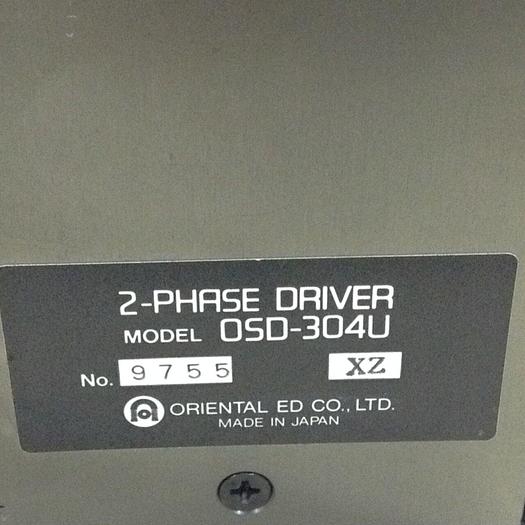 2-PHASE DRIVER
MODEL OSD-304U
No. 9755 XZ
ORIENTAL ED CO., LTD.
MADE IN JAPAN